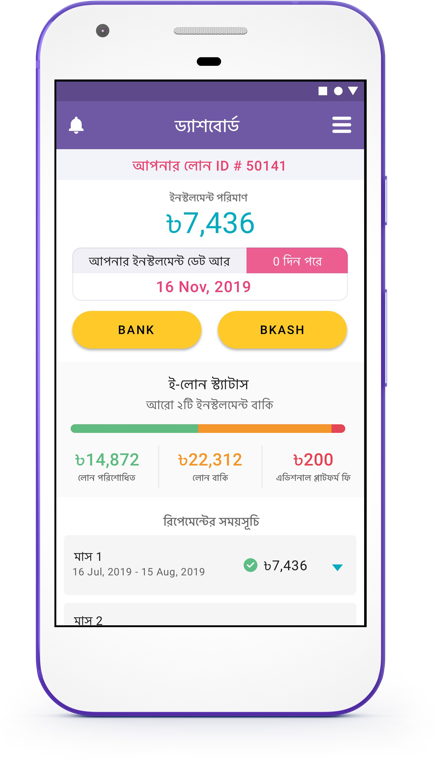 ড্যাশবোর্ড
আপনার লোন ID # 50141
ইনস্টলমেন্ট পরিমাণ
৳7,436
আপনার ইনস্টলমেন্ট ডেট আর
0 দিন পরে
16 Nov, 2019
BANK
BKASH
ই-লোন স্ট্যাটাস
আরো ২টি ইনস্টলমেন্ট বাকি
৳14,872
৳22,312
৳200
লোন পরিশোধিত
লোন বাকি
এডিশনাল প্লাটফর্ম ফি
রিপেমেন্টের সময়সূচি
মাস 1
16 Jul, 2019 - 15 Aug, 2019
৳7,436
মাস 2